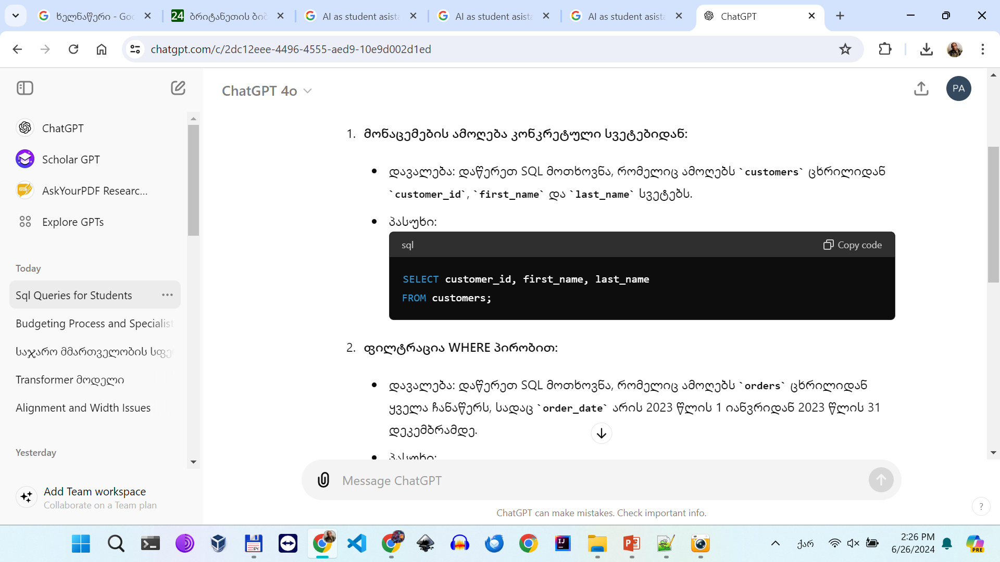 ხელნაწერი - Goo
24
ბრიტანეთის ბიბ
AI as student asista
AI as student asista
AI as student asista
ChatGPT
chatgpt.com/c/2dc12eee-4496-4555-aed9-10e9d002d1ed
ChatGPT 4o
PA
ChatGPT
Scholar GPT
AskYourPDF Researc...
Explore GPTs
Today
Sql Queries for Students
Budgeting Process and Specialist
საჯარო მმართველობის სფე
Transformer მოდელი
Alignment and Width Issues
Yesterday
Add Team workspace
Collaborate on a Team plan
1. მონაცემების ამოღება კონკრეტული სვეტებიდან:
• დავალება: დაწერეთ SQL მოთხოვნა, რომელიც ამოღებს `customers` ცხრილიდან
`customer_id`, `first_name` და `last_name` სვეტებს.
• პასუხი:
sql
Copy code
SELECT customer_id, first_name, last_name
FROM customers;
2. ფილტრაცია WHERE პირობით:
• დავალება: დაწერეთ SQL მოთხოვნა, რომელიც ამოღებს `orders` ცხრილიდან
ყველა ჩანაწერს, სადაც `order_date` არის 2023 წლის 1 იანვრიდან 2023 წლის 31
დეკემბრამდე.
• პასუხი:
Message ChatGPT
ChatGPT can make mistakes. Check important info.
?
64
IJ
ქარ
2:26 PM
6/26/2024
PRE